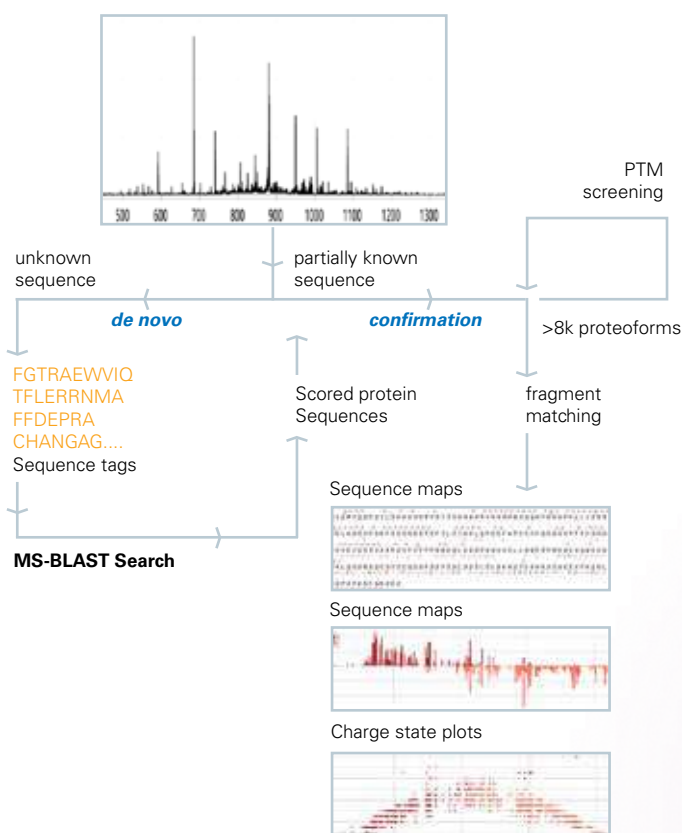 500 600 700 800 900 1000 1100 1200 1300
PTM
screening
unknown
sequence
partially known
sequence
de novo
confirmation
>8k proteoforms
FGTRAEWVIQ
TFLERRNMA
FFDEPRA
CHANGAG....
Sequence tags
Scored protein
Sequences
fragment
matching
MS-BLAST Search
Sequence maps
Sequence maps
Charge state plots